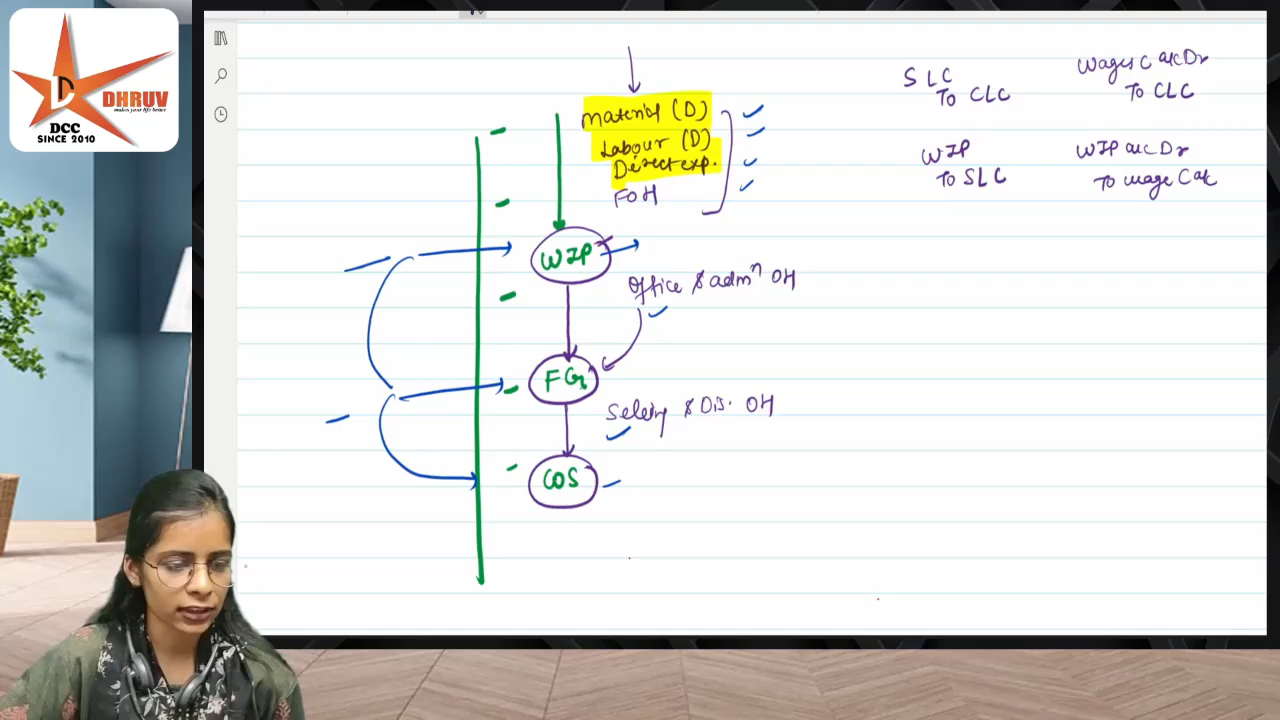 DHRUV
makes your life better
DCC
SINCE 2010
Material (D)
Labour (D)
Direct exp.
FOH
WIP
Office & admn OH
FG
Selling & Dis. OH
COS
SLC
To CLC
Wages C a/c Dr
To CLC
WIP
To SLC
WIP a/c Dr
To wage C a/c